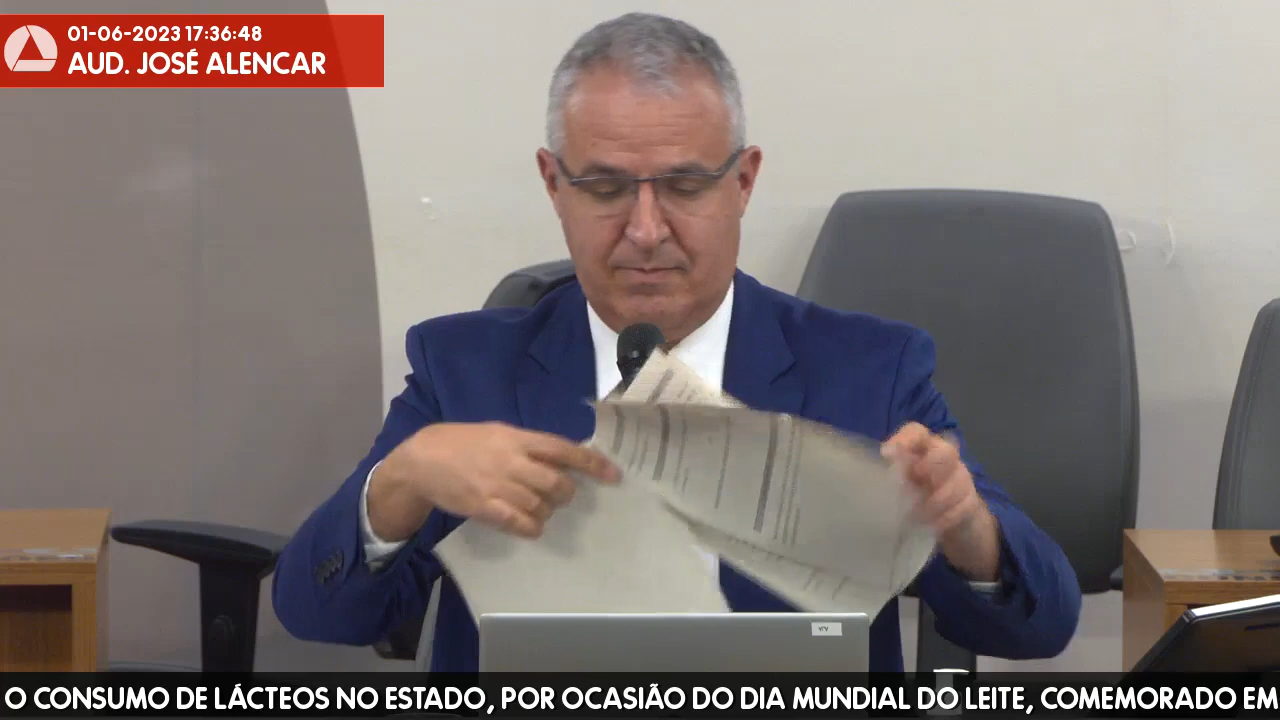 01-06-2023 17:36:48
AUD. JOSÉ ALENCAR
O CONSUMO DE LÁCTEOS NO ESTADO, POR OCASIÃO DO DIA MUNDIAL DO LEITE, COMEMORADO EM